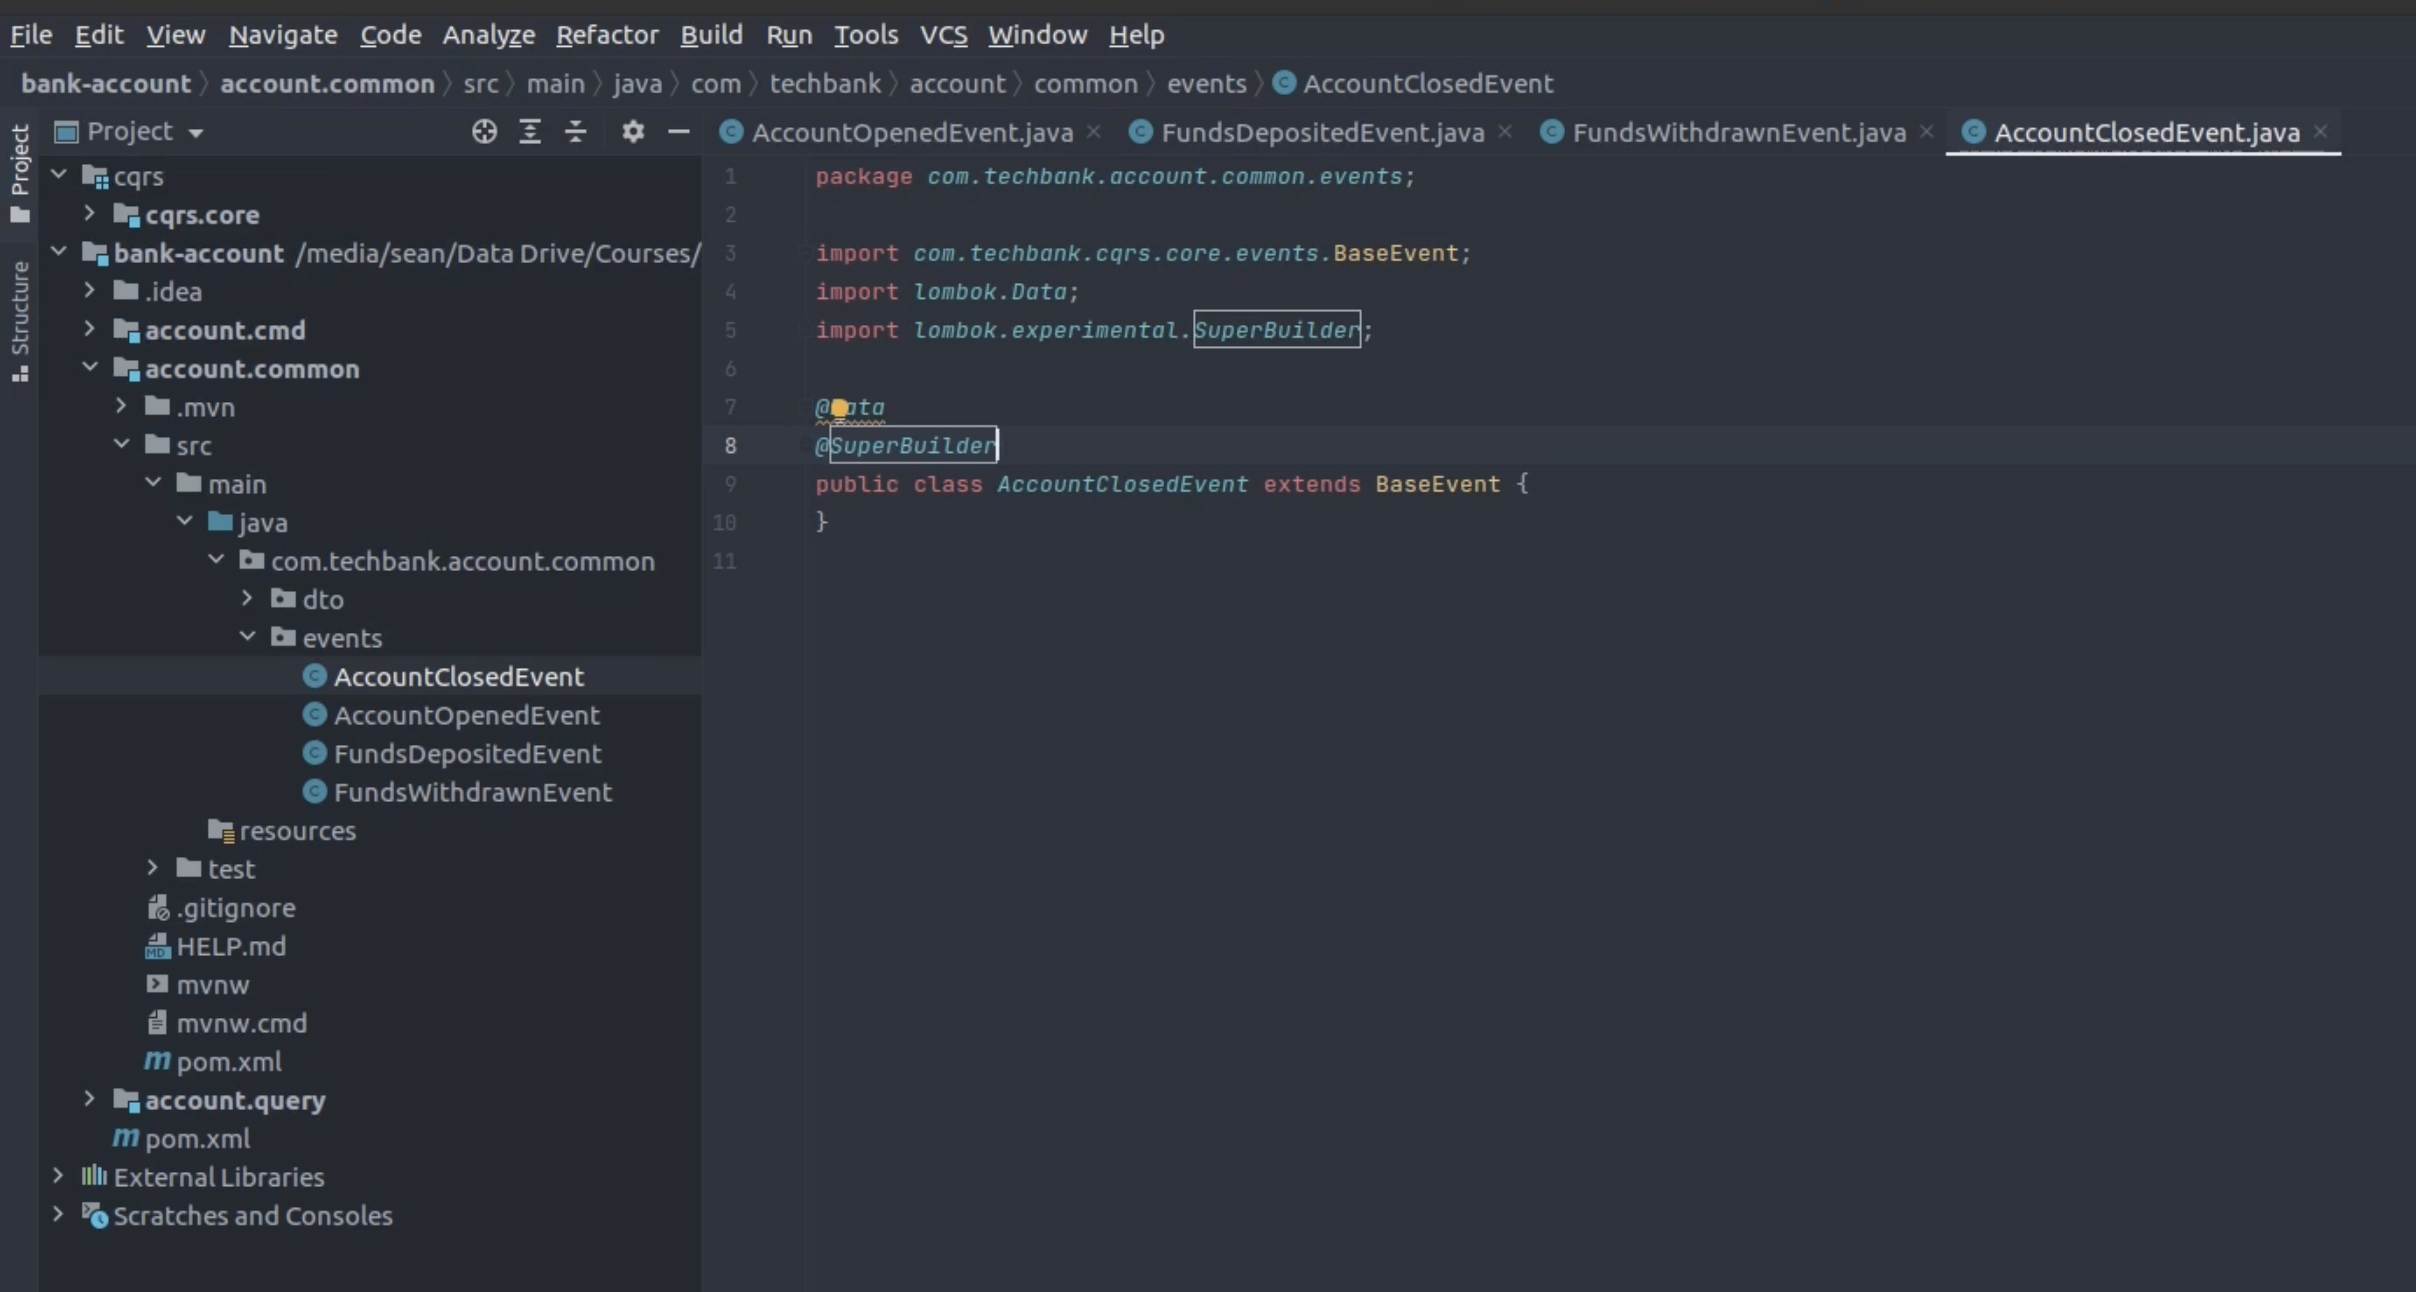 File Edit View Navigate Code Analyze Refactor Build Run Tools VCS Window Help
bank-account account.common src main java com techbank account common events AccountClosedEvent
Project
Structure
Project
cqrs
cqrs.core
bank-account /media/sean/Data Drive/Courses/
.idea
account.cmd
account.common
.mvn
src
main
java
com.techbank.account.common
dto
events
AccountClosedEvent
AccountOpenedEvent
FundsDepositedEvent
FundsWithdrawnEvent
resources
test
.gitignore
HELP.md
mvnw
mvnw.cmd
pom.xml
account.query
pom.xml
External Libraries
Scratches and Consoles
AccountOpenedEvent.java FundsDepositedEvent.java FundsWithdrawnEvent.java AccountClosedEvent.java
1 package com.techbank.account.common.events;
2
3 import com.techbank.cqrs.core.events.BaseEvent;
4 import lombok.Data;
5 import lombok.experimental.SuperBuilder;
6
7 @Data
8 @SuperBuilder
9 public class AccountClosedEvent extends BaseEvent {
10 }
11